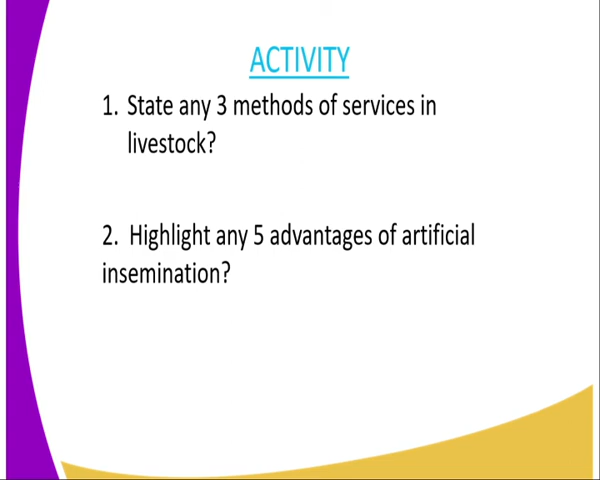 ACTIVITY
1. State any 3 methods of services in
livestock?
2. Highlight any 5 advantages of artificial
insemination?